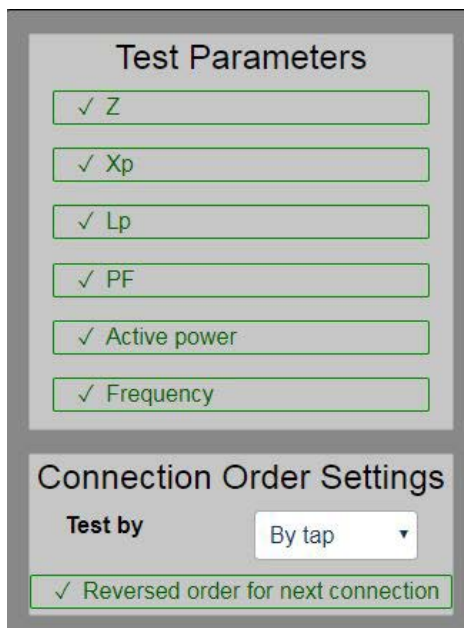 Test Parameters
✓ Z
✓ Xp
✓ Lp
✓ PF
✓ Active power
✓ Frequency
Connection Order Settings
Test by
By tap
✓ Reversed order for next connection